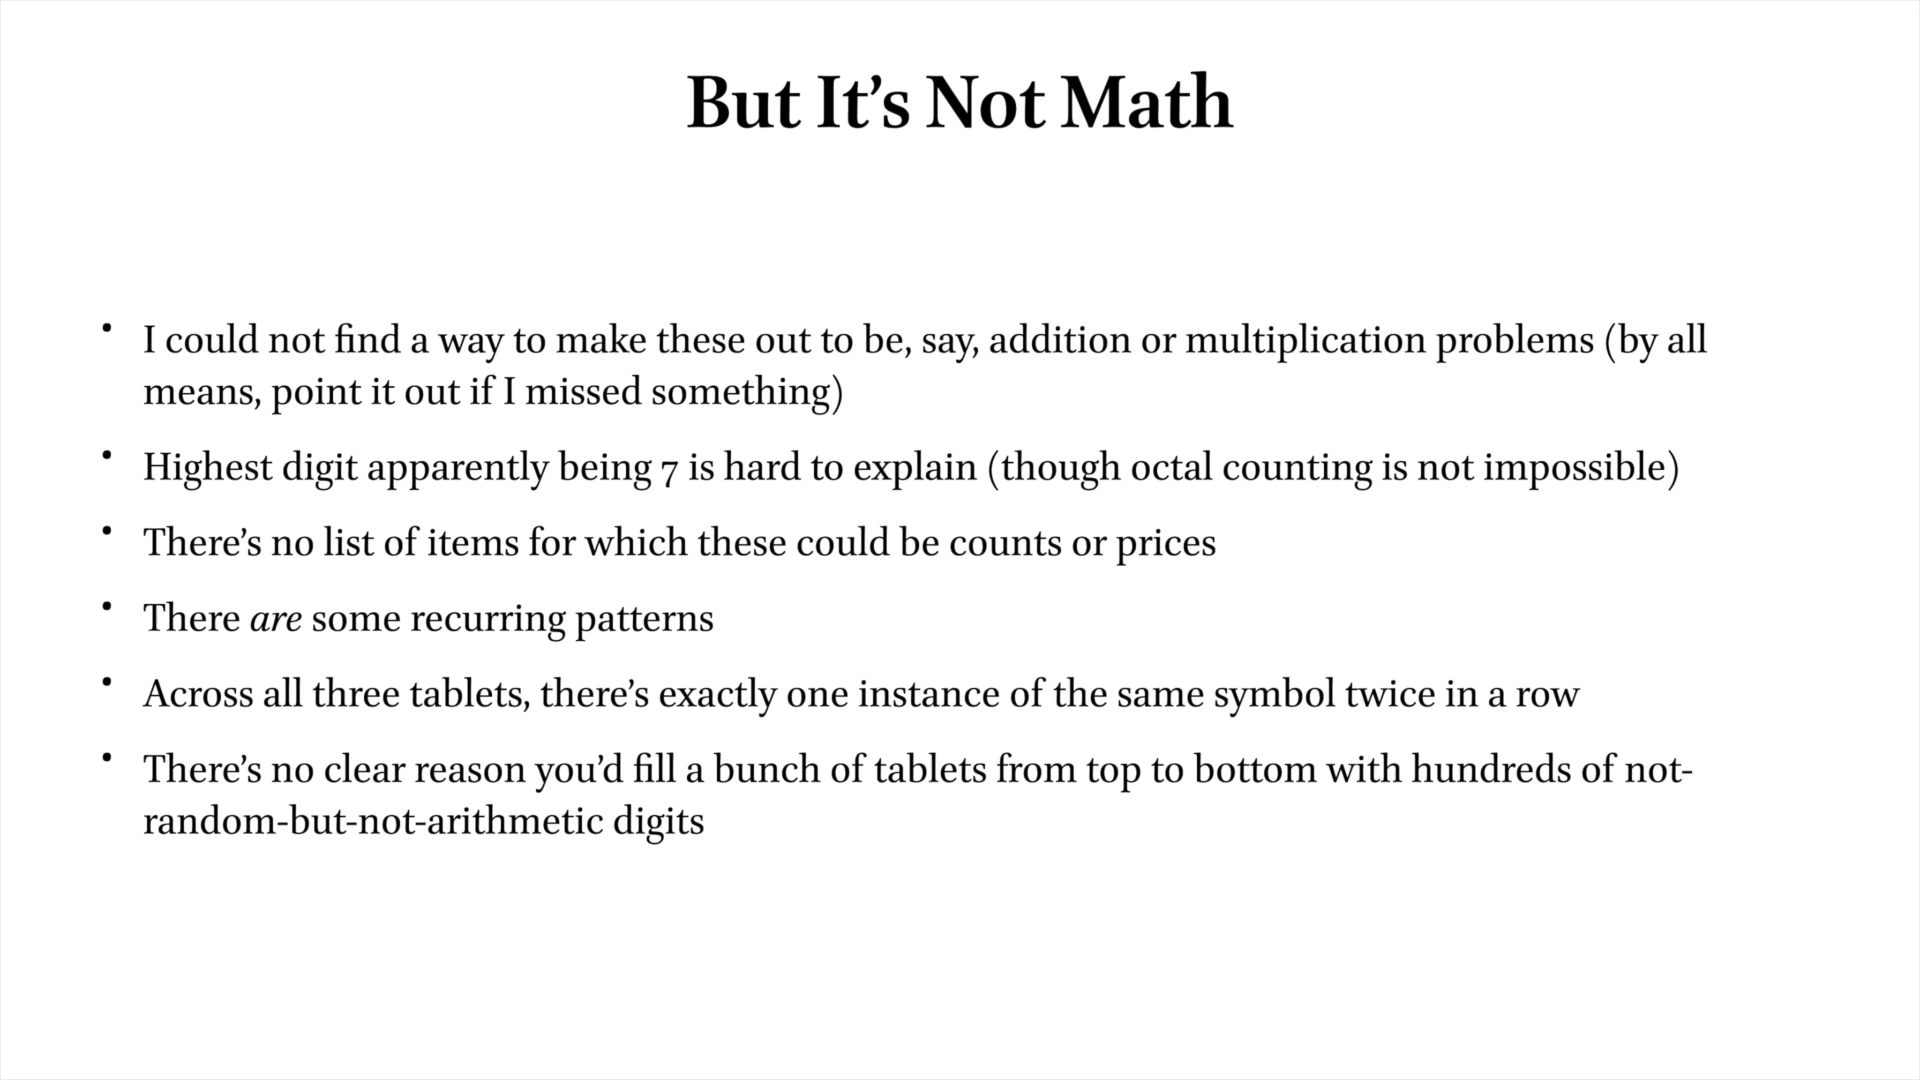 But It’s Not Math
• I could not find a way to make these out to be, say, addition or multiplication problems (by all
means, point it out if I missed something)
• Highest digit apparently being 7 is hard to explain (though octal counting is not impossible)
• There’s no list of items for which these could be counts or prices
• There are some recurring patterns
• Across all three tablets, there’s exactly one instance of the same symbol twice in a row
• There’s no clear reason you’d fill a bunch of tablets from top to bottom with hundreds of not-
random-but-not-arithmetic digits